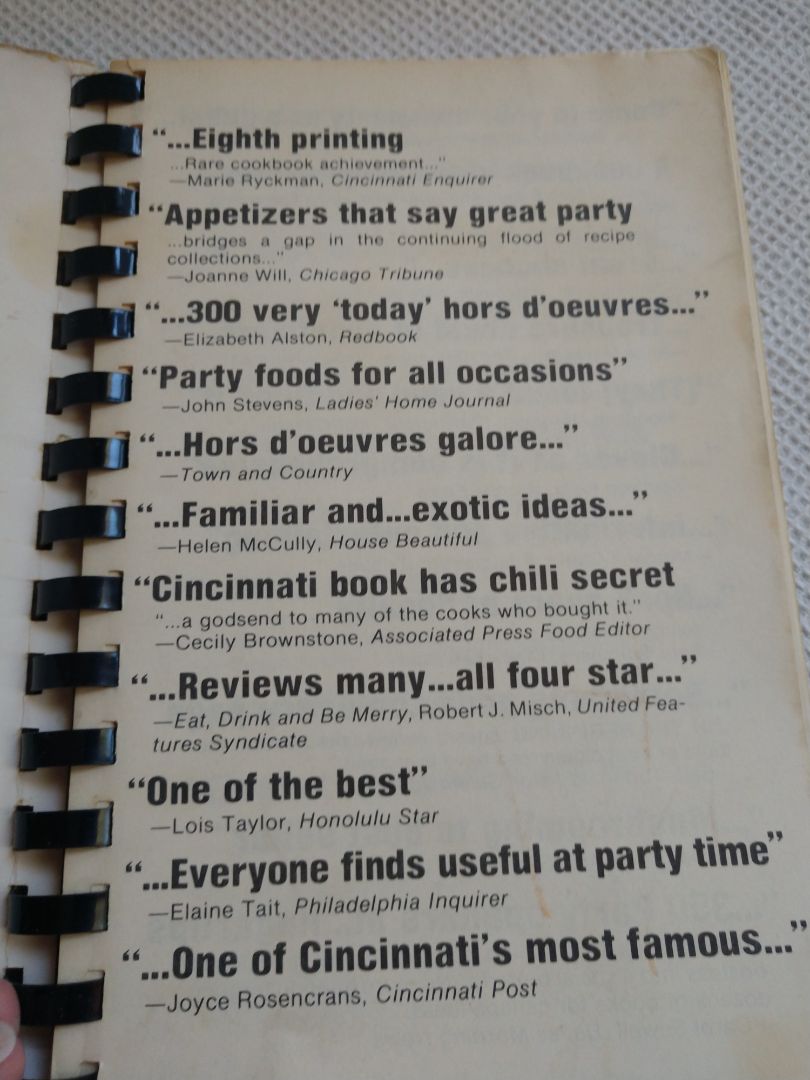 “...Eighth printing
...Rare cookbook achievement...”
—Marie Ryckman, Cincinnati Enquirer
“Appetizers that say great party
...bridges a gap in the continuing flood of recipe
collections...”
—Joanne Will, Chicago Tribune
“...300 very ‘today’ hors d’oeuvres...”
—Elizabeth Alston, Redbook
“Party foods for all occasions”
—John Stevens, Ladies’ Home Journal
“...Hors d’oeuvres galore...”
—Town and Country
“...Familiar and...exotic ideas...”
—Helen McCully, House Beautiful
“Cincinnati book has chili secret
“...a godsend to many of the cooks who bought it.”
—Cecily Brownstone, Associated Press Food Editor
“...Reviews many...all four star...”
—Eat, Drink and Be Merry, Robert J. Misch, United Fea-
tures Syndicate
“One of the best”
—Lois Taylor, Honolulu Star
“...Everyone finds useful at party time”
—Elaine Tait, Philadelphia Inquirer
“...One of Cincinnati’s most famous...”
—Joyce Rosencrans, Cincinnati Post